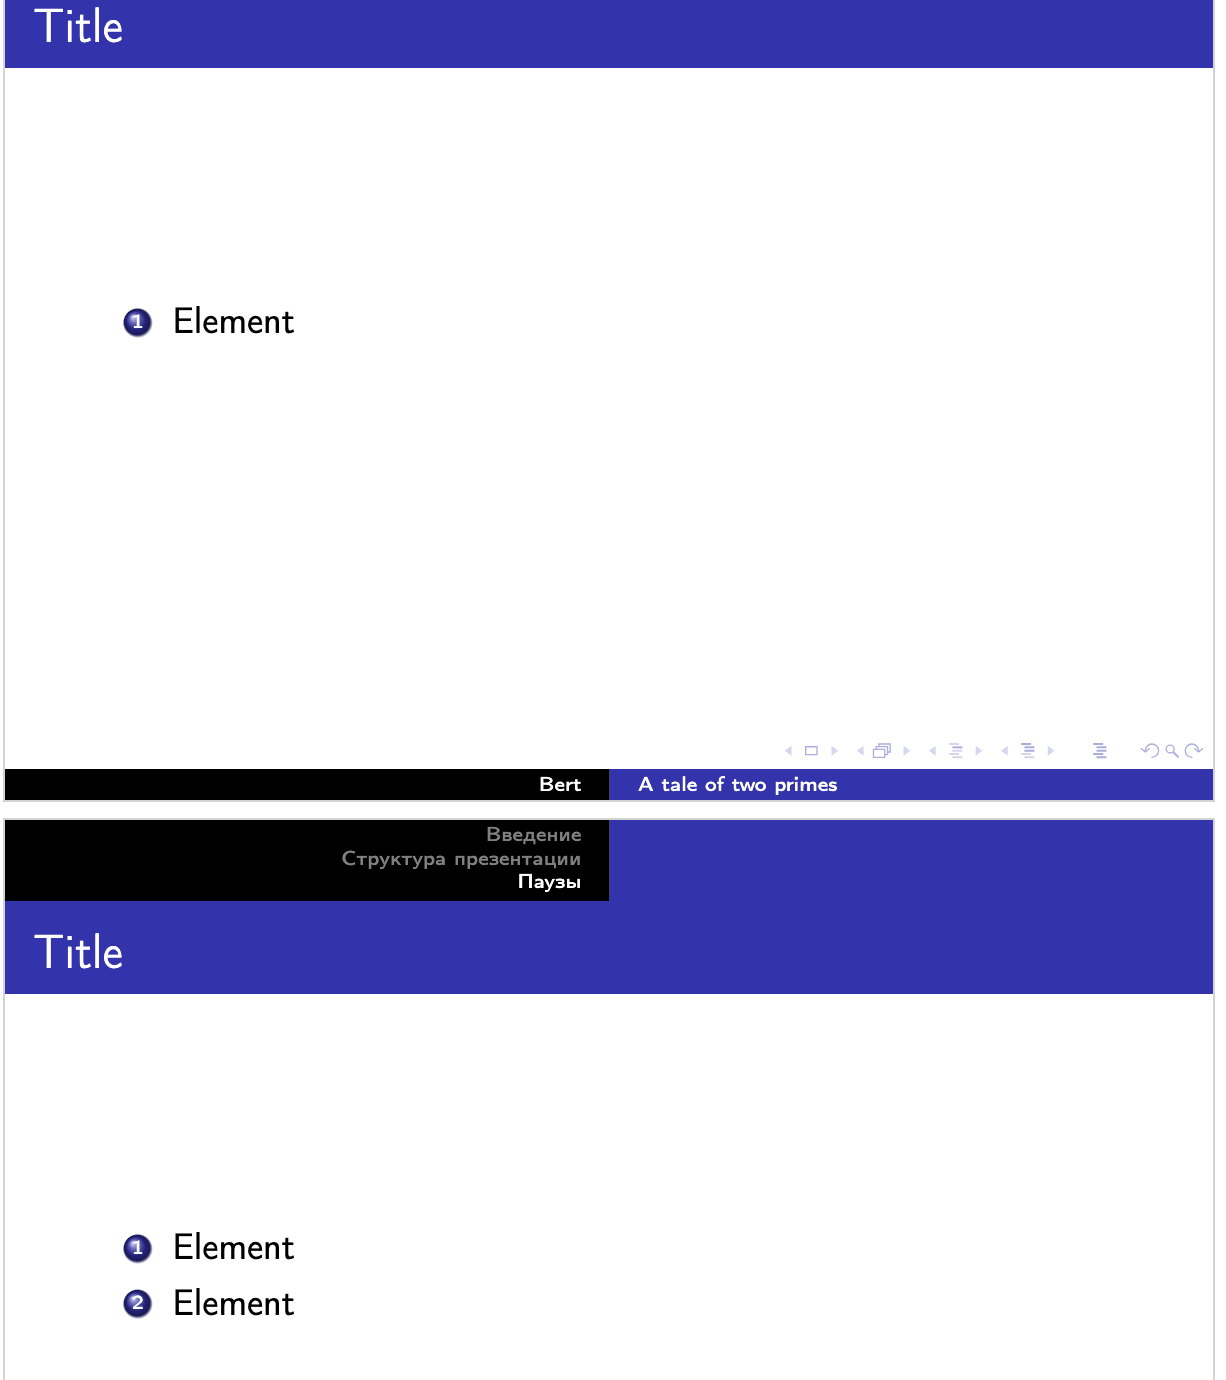 Title
1 Element
Bert A tale of two primes
Введение
Структура презентации
Паузы
Title
1 Element
2 Element